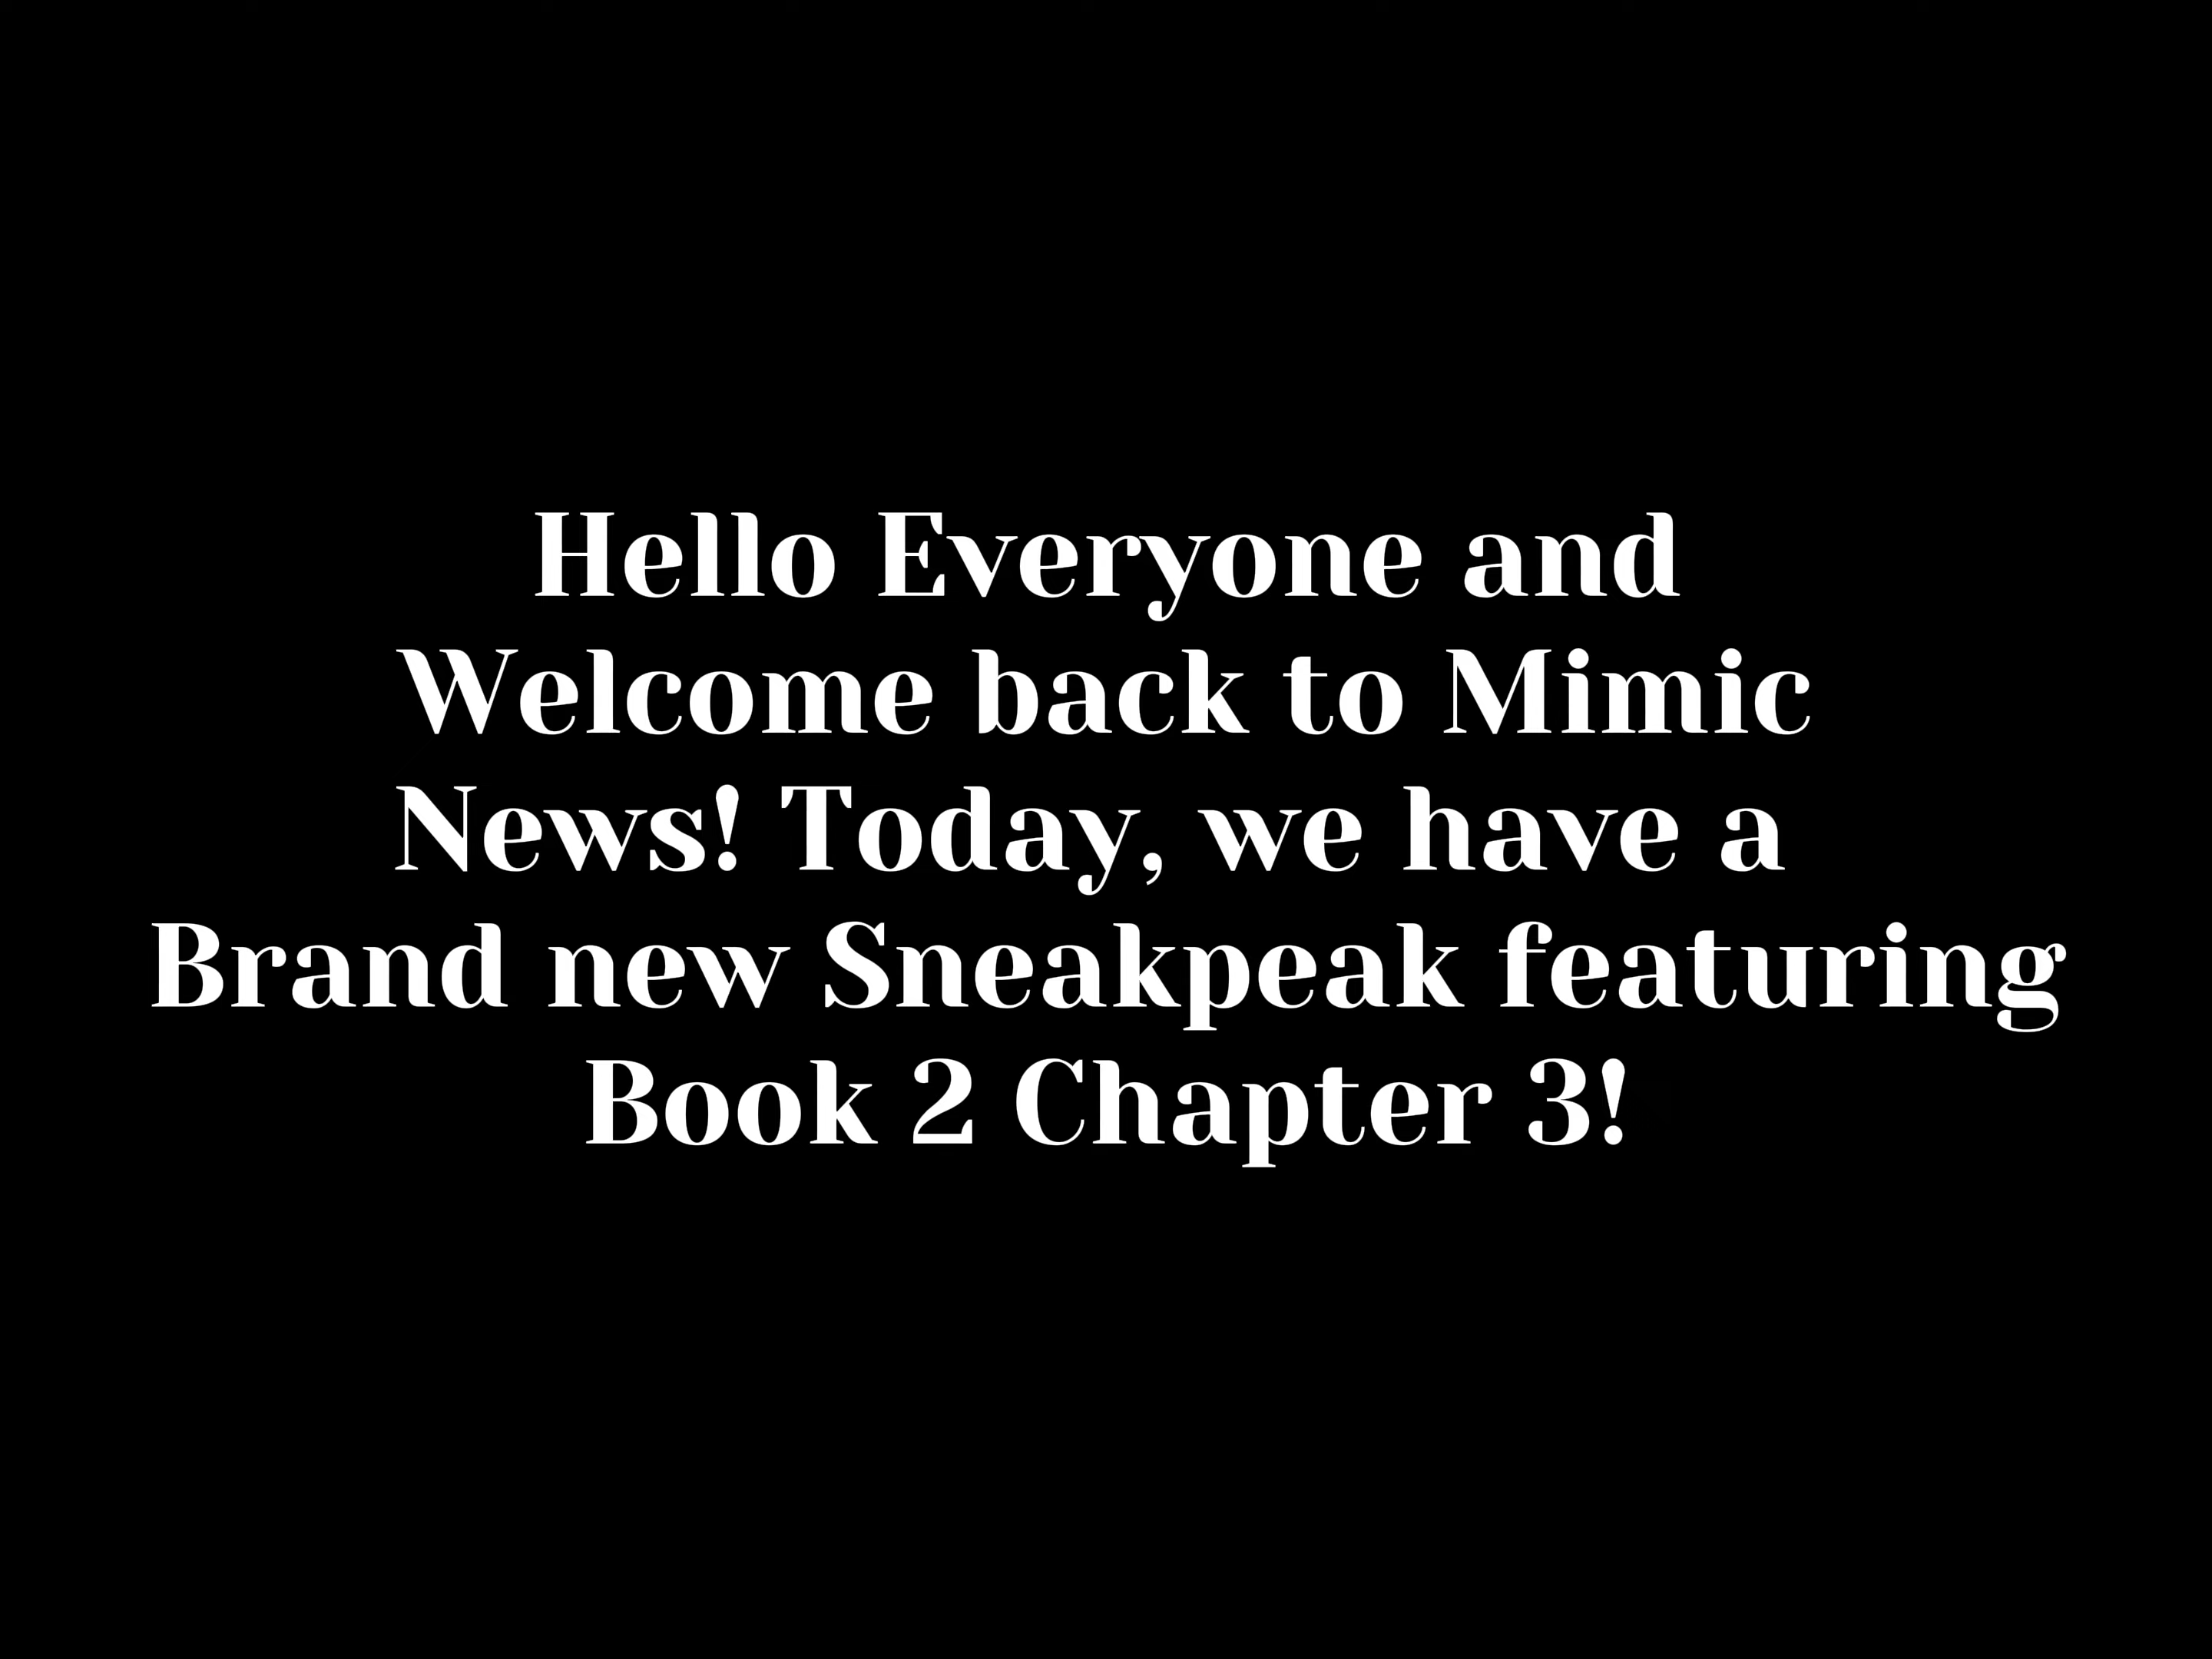 Hello Everyone and
Welcome back to Mimic
News! Today, we have a
Brand new Sneakpeak featuring
Book 2 Chapter 3!